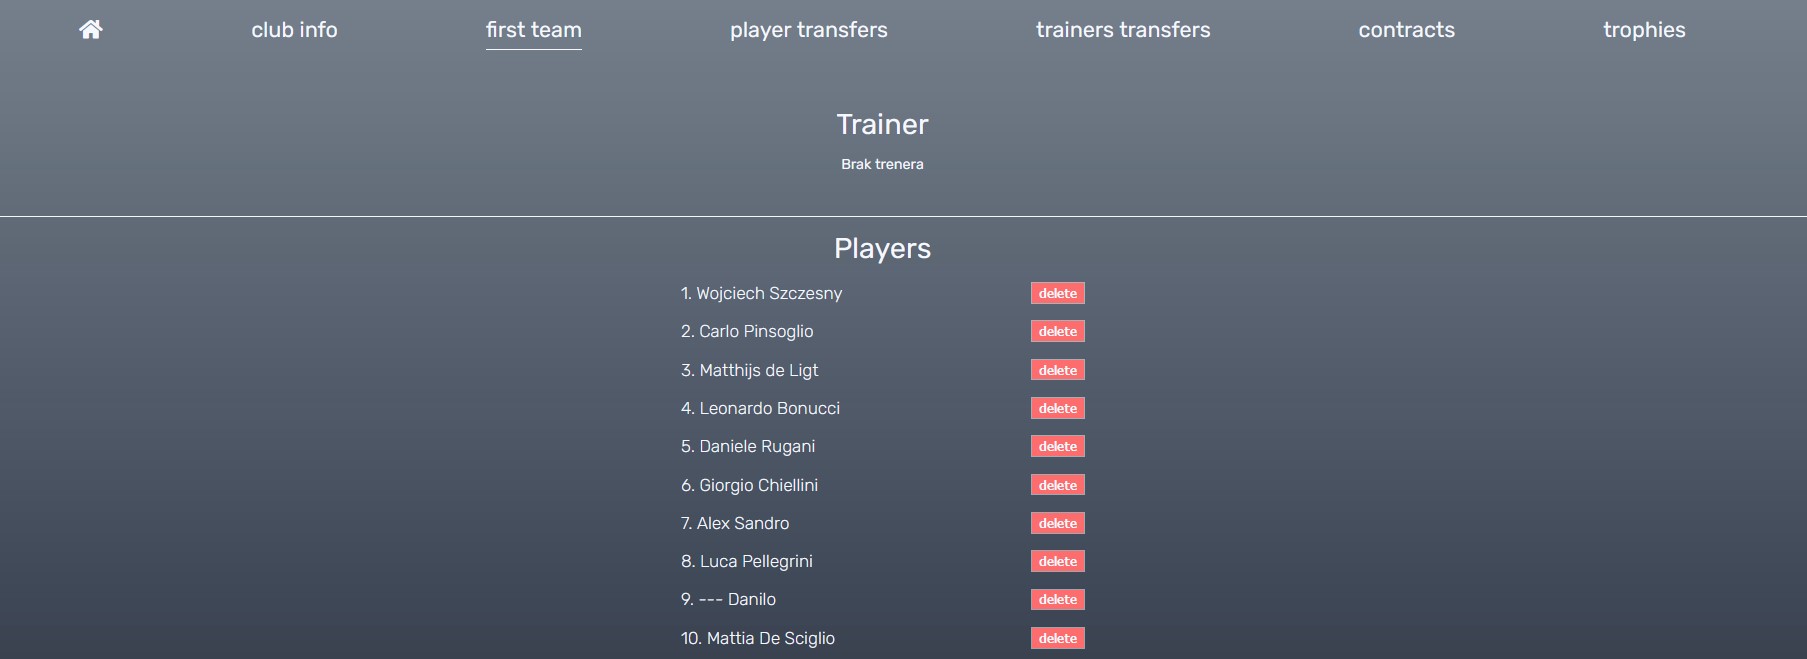 club info first team player transfers trainers transfers contracts trophies
Trainer
Brak trenera
Players
1. Wojciech Szczesny delete
2. Carlo Pinsoglio delete
3. Matthijs de Ligt delete
4. Leonardo Bonucci delete
5. Daniele Rugani delete
6. Giorgio Chiellini delete
7. Alex Sandro delete
8. Luca Pellegrini delete
9. --- Danilo delete
10. Mattia De Sciglio delete